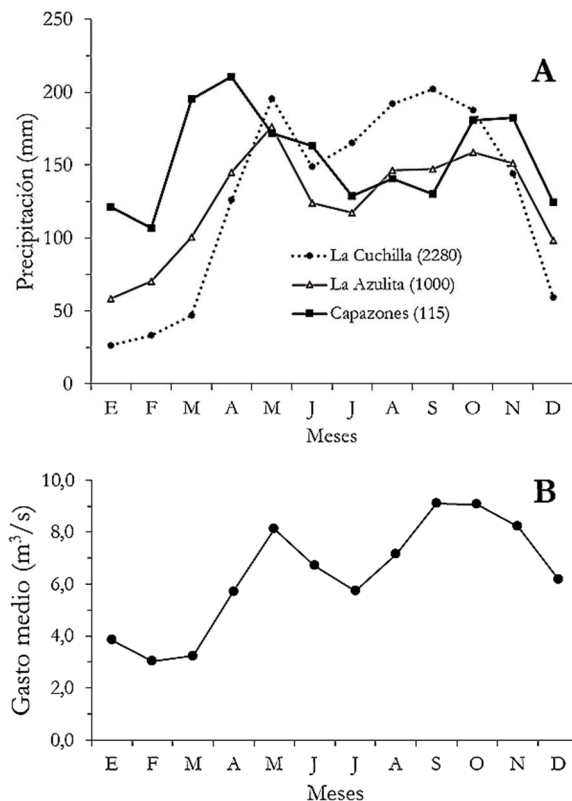 A
Precipitación (mm)
250
200
150
100
50
0
La Cuchilla (2280)
La Azulita (1000)
Capazones (115)
E F M A M J J A S O N D
Meses
B
Gasto medio (m³/s)
10,0
8,0
6,0
4,0
2,0
0,0
E F M A M J J A S O N D
Meses